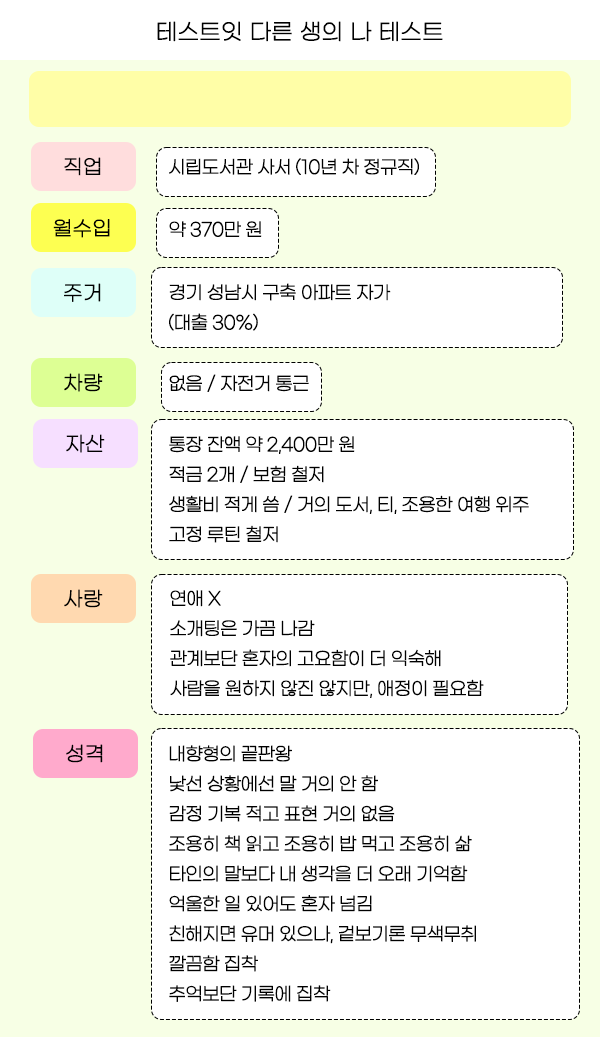 테스트잇 다른 생의 나 테스트
직업
시립도서관 사서 (10년 차 정규직)
월수입
약 370만 원
주거
경기 성남시 구축 아파트 자가
(대출 30%)
차량
없음 / 자전거 통근
자산
통장 잔액 약 2,400만 원
적금 2개 / 보험 철저
생활비 적게 씀 / 거의 도서, 티, 조용한 여행 위주
고정 루틴 철저
사랑
연애 X
소개팅은 가끔 나감
관계보단 혼자의 고요함이 더 익숙해
사람을 원하지 않진 않지만, 애정이 필요함
성격
내향형의 끝판왕
낯선 상황에선 말 거의 안 함
감정 기복 적고 표현 거의 없음
조용히 책 읽고 조용히 밥 먹고 조용히 삶
타인의 말보다 내 생각을 더 오래 기억함
억울한 일 있어도 혼자 넘김
친해지면 유머 있으나, 겉보기론 무색무취
깔끔함 집착
추억보단 기록에 집착